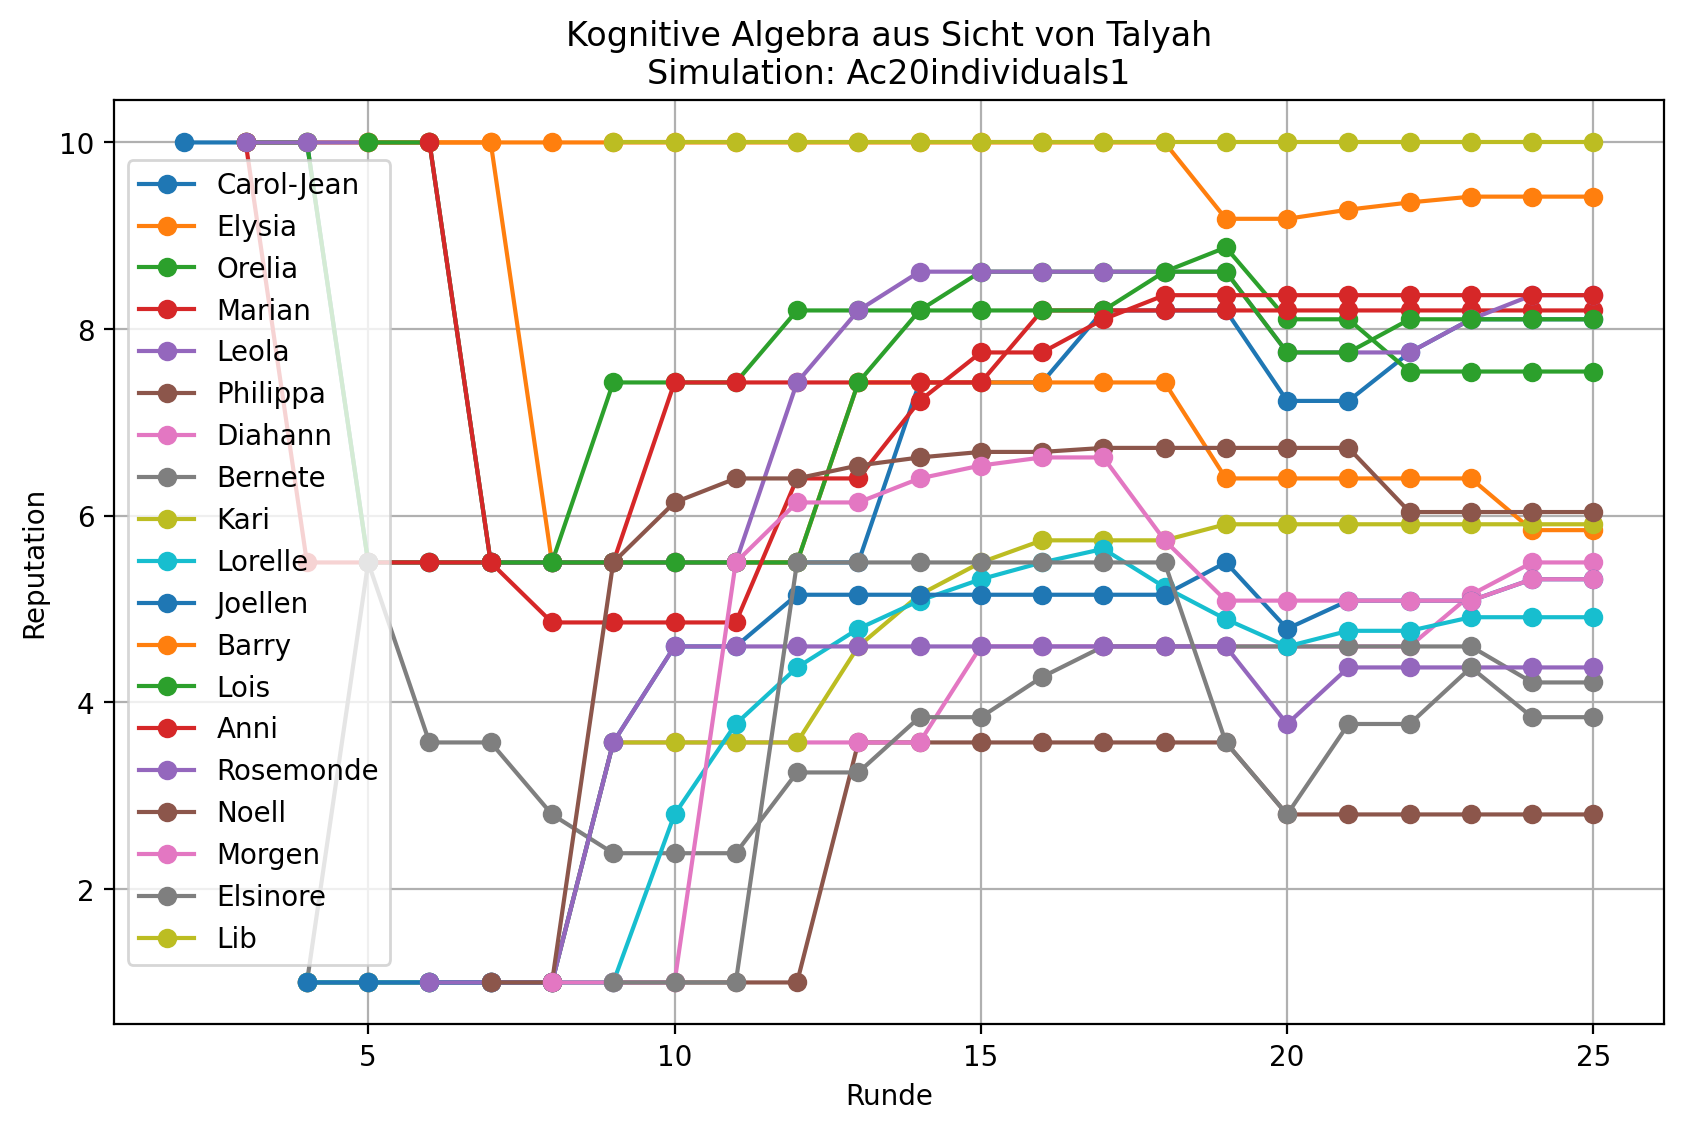 Kognitive Algebra aus Sicht von Talyah
Simulation: Ac20individuals1
10
8
6
4
2
Reputation
Carol-Jean
Elysia
Orelia
Marian
Leola
Philippa
Diahann
Bernete
Kari
Lorelle
Joellen
Barry
Lois
Anni
Rosemonde
Noell
Morgen
Elsinore
Lib
5 10 15 20 25
Runde